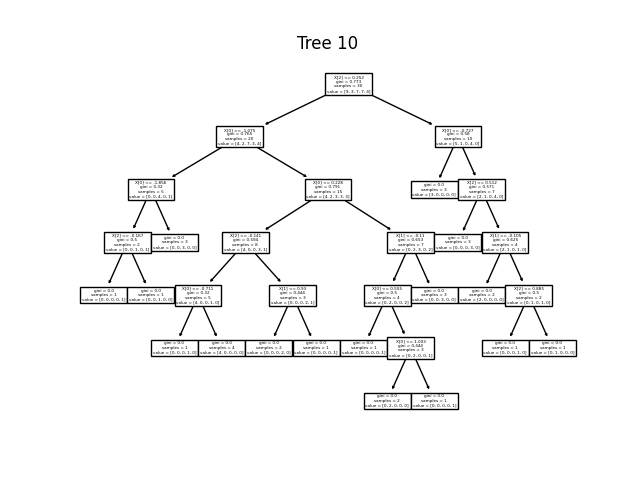 Tree 10
X[2] <= 0.252
gini = 0.773
samples = 30
value = [9, 3, 7, 7, 4]
X[0] <= -1.075
gini = 0.764
samples = 20
value = [4, 2, 7, 3, 4]
X[0] <= -0.727
gini = 0.58
samples = 10
value = [5, 1, 0, 4, 0]
X[0] <= -1.856
gini = 0.32
samples = 5
value = [0, 0, 4, 0, 1]
X[0] <= 0.228
gini = 0.791
samples = 15
value = [4, 2, 3, 3, 3]
gini = 0.0
samples = 3
value = [3, 0, 0, 0, 0]
X[2] <= 0.512
gini = 0.571
samples = 7
value = [2, 1, 0, 4, 0]
X[2] <= -0.167
gini = 0.5
samples = 2
value = [0, 0, 1, 0, 1]
gini = 0.0
samples = 3
value = [0, 0, 3, 0, 0]
X[2] <= -0.141
gini = 0.594
samples = 8
value = [4, 0, 0, 3, 1]
X[1] <= -0.11
gini = 0.653
samples = 7
value = [0, 2, 3, 0, 2]
gini = 0.0
samples = 3
value = [0, 0, 0, 3, 0]
X[1] <= -0.105
gini = 0.625
samples = 4
value = [2, 1, 0, 1, 0]
gini = 0.0
samples = 1
value = [0, 0, 0, 0, 1]
gini = 0.0
samples = 1
value = [0, 0, 1, 0, 0]
X[0] <= -0.711
gini = 0.32
samples = 5
value = [4, 0, 0, 1, 0]
X[1] <= 0.93
gini = 0.444
samples = 3
value = [0, 0, 0, 2, 1]
X[0] <= 0.555
gini = 0.5
samples = 4
value = [0, 2, 0, 0, 2]
gini = 0.0
samples = 3
value = [0, 0, 3, 0, 0]
gini = 0.0
samples = 2
value = [2, 0, 0, 0, 0]
X[2] <= 0.885
gini = 0.5
samples = 2
value = [0, 1, 0, 1, 0]
gini = 0.0
samples = 1
value = [0, 0, 0, 1, 0]
gini = 0.0
samples = 4
value = [4, 0, 0, 0, 0]
gini = 0.0
samples = 2
value = [0, 0, 0, 2, 0]
gini = 0.0
samples = 1
value = [0, 0, 0, 0, 1]
gini = 0.0
samples = 1
value = [0, 0, 0, 0, 1]
X[0] <= 1.003
gini = 0.444
samples = 3
value = [0, 2, 0, 0, 1]
gini = 0.0
samples = 1
value = [0, 0, 0, 1, 0]
gini = 0.0
samples = 1
value = [0, 1, 0, 0, 0]
gini = 0.0
samples = 2
value = [0, 2, 0, 0, 0]
gini = 0.0
samples = 1
value = [0, 0, 0, 0, 1]